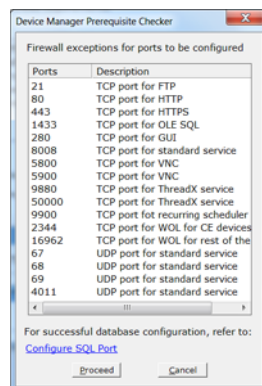 Device Manager Prerequisite Checker
Firewall exceptions for ports to be configured
Ports Description
21 TCP port for FTP
80 TCP port for HTTP
443 TCP port for HTTPS
1433 TCP port for OLE SQL
280 TCP port for GUI
8008 TCP port for standard service
5800 TCP port for VNC
5900 TCP port for VNC
9880 TCP port for ThreadX service
50000 TCP port for ThreadX service
9900 TCP port fot recurring scheduler
2344 TCP port for WOL for CE devices
16962 TCP port for WOL for rest of the
67 UDP port for standard service
68 UDP port for standard service
69 UDP port for standard service
4011 UDP port for standard service
For successful database configuration, refer to:
Configure SQL Port
Proceed Cancel